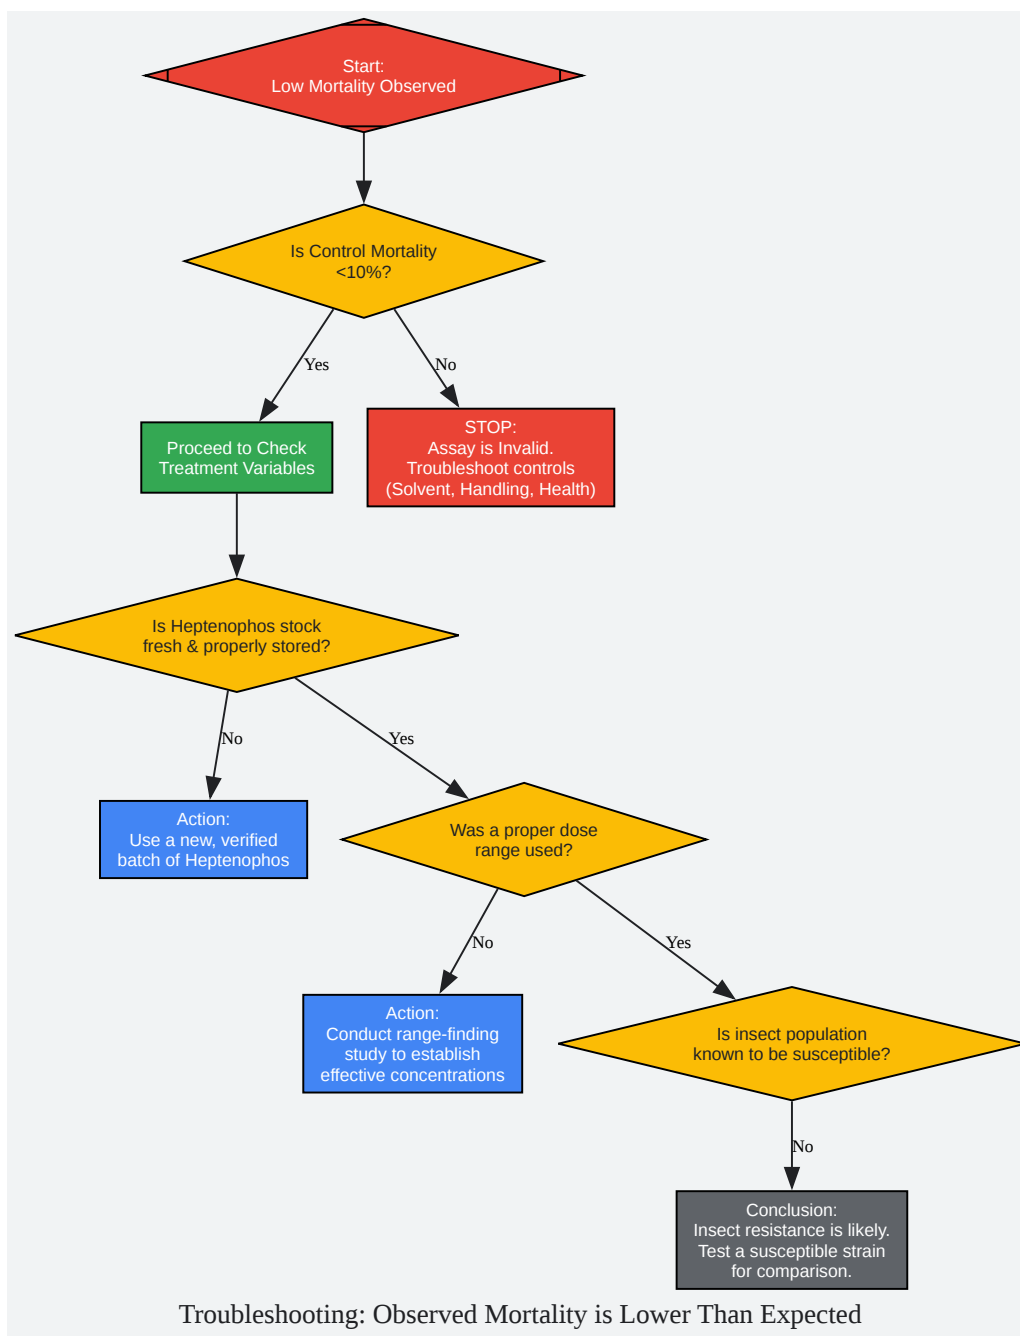 Start:
Low Mortality Observed
Is Control Mortality
<10%?
Yes
No
Proceed to Check
Treatment Variables
STOP:
Assay is Invalid.
Troubleshoot controls
(Solvent, Handling, Health)
Is Heptenophos stock
fresh & properly stored?
No
Yes
Action:
Use a new, verified
batch of Heptenophos
Was a proper dose
range used?
No
Yes
Action:
Conduct range-finding
study to establish
effective concentrations
Is insect population
known to be susceptible?
No
Conclusion:
Insect resistance is likely.
Test a susceptible strain
for comparison.
Troubleshooting: Observed Mortality is Lower Than Expected